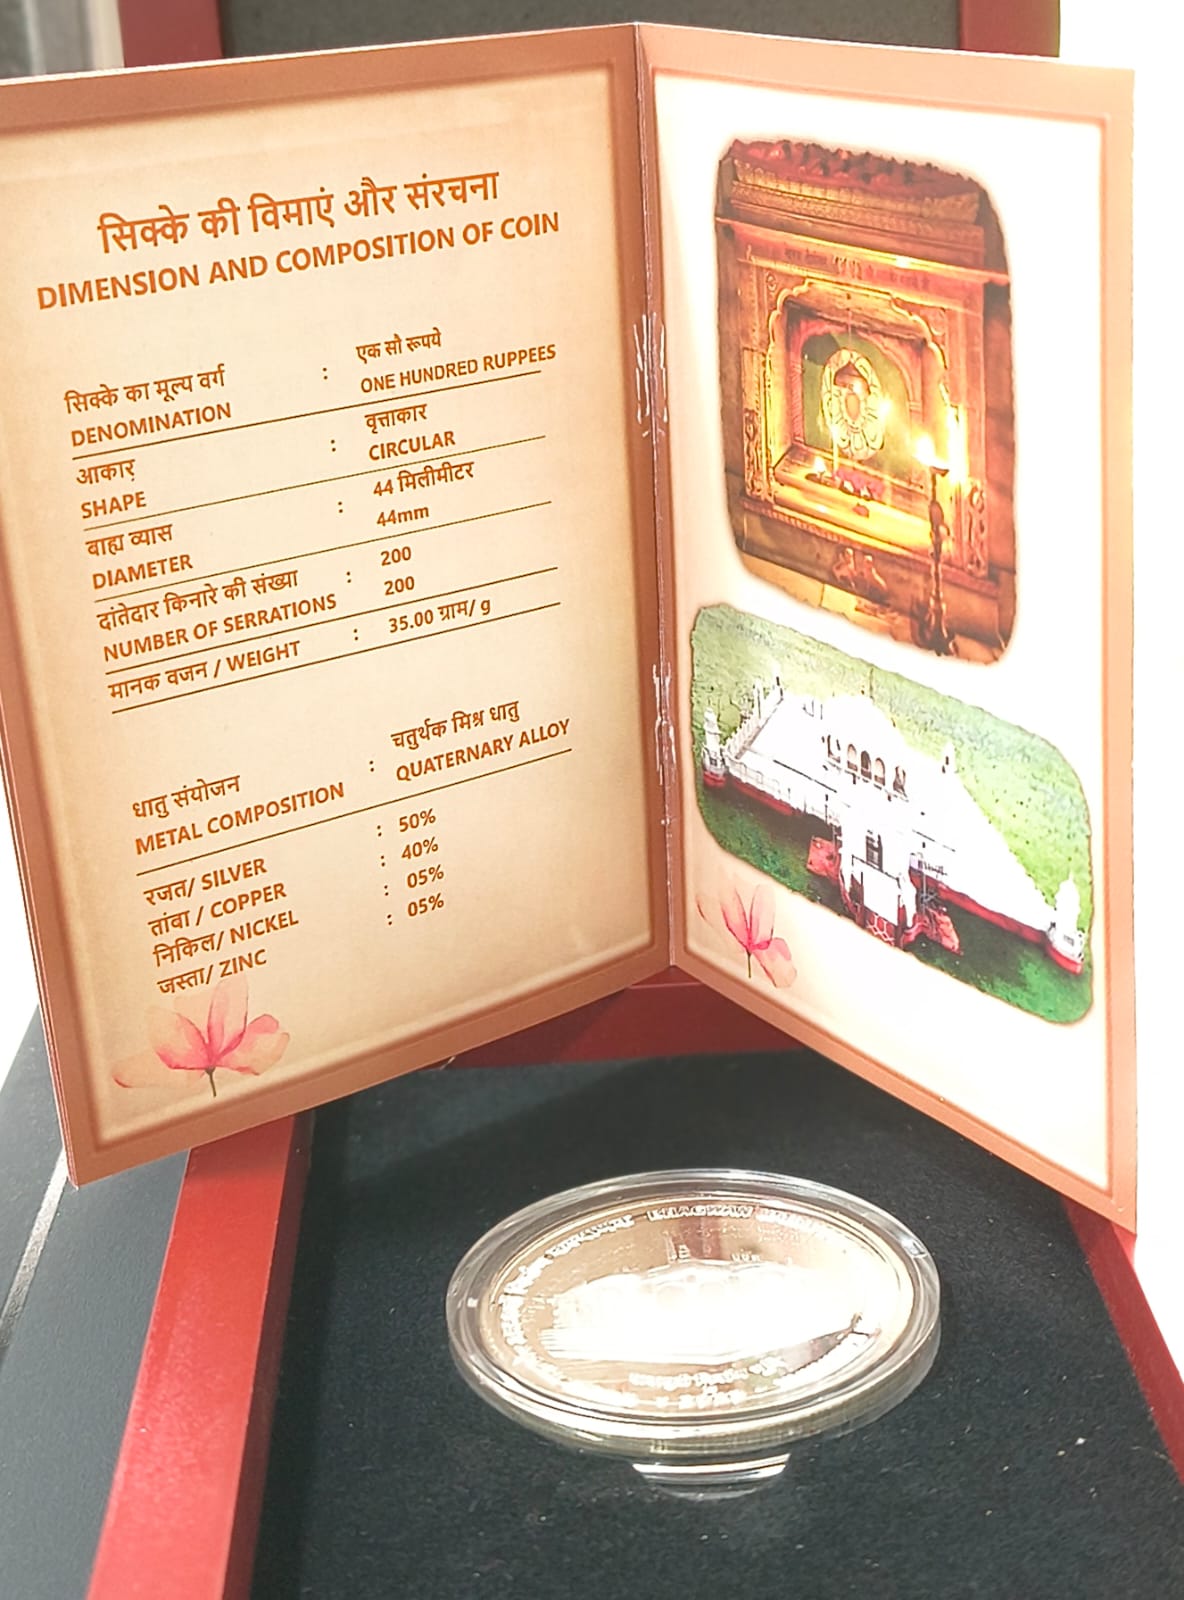 सिक्के की विमाएं और संरचना
DIMENSION AND COMPOSITION OF COIN
सिक्के का मूल्य वर्ग : एक सौ रूपये
DENOMINATION ONE HUNDRED RUPPEES
आकार : वृत्ताकार
SHAPE CIRCULAR
बाह्य व्यास : 44 मिलीमीटर
DIAMETER 44mm
दांतेदार किनारे की संख्या : 200
NUMBER OF SERRATIONS 200
मानक वजन / WEIGHT : 35.00 ग्राम/ g
धातु संयोजन : चतुर्थक मिश्र धातु
METAL COMPOSITION QUATERNARY ALLOY
रजत/ SILVER : 50%
तांबा / COPPER : 40%
निकिल/ NICKEL : 05%
जस्ता/ ZINC : 05%
BHAGWAN